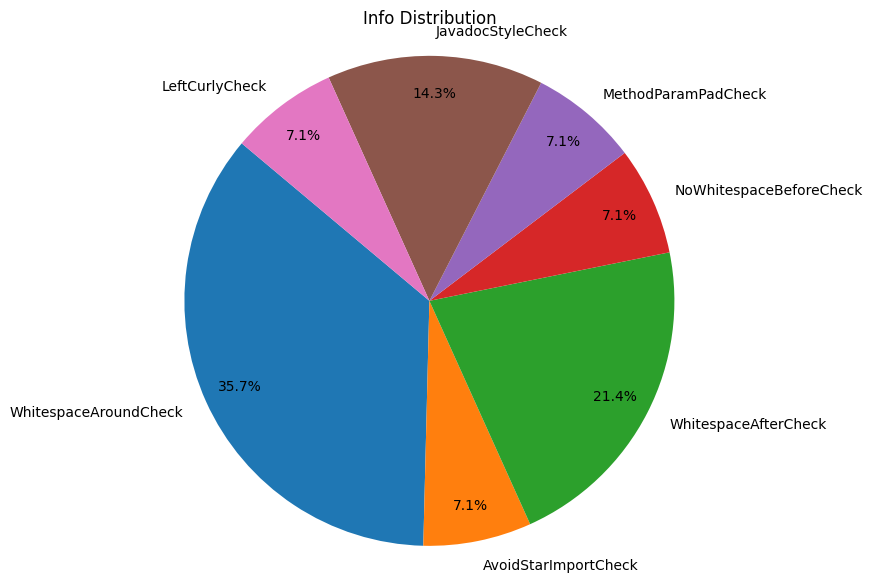 Info Distribution
JavadocStyleCheck
LeftCurlyCheck
14.3%
MethodParamPadCheck
7.1%
7.1%
NoWhitespaceBeforeCheck
7.1%
35.7%
21.4%
WhitespaceAroundCheck
WhitespaceAfterCheck
7.1%
AvoidStarImportCheck